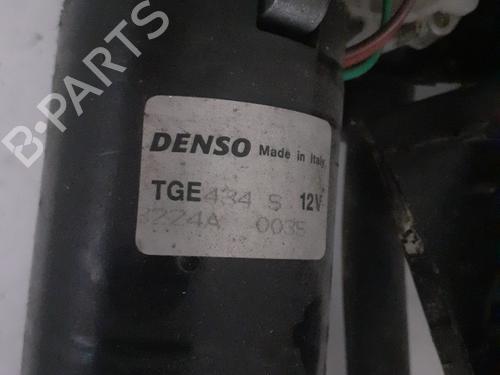 B-PARTS
DENSO Made in Italy
TGE 434 S 12V
3224A 0035